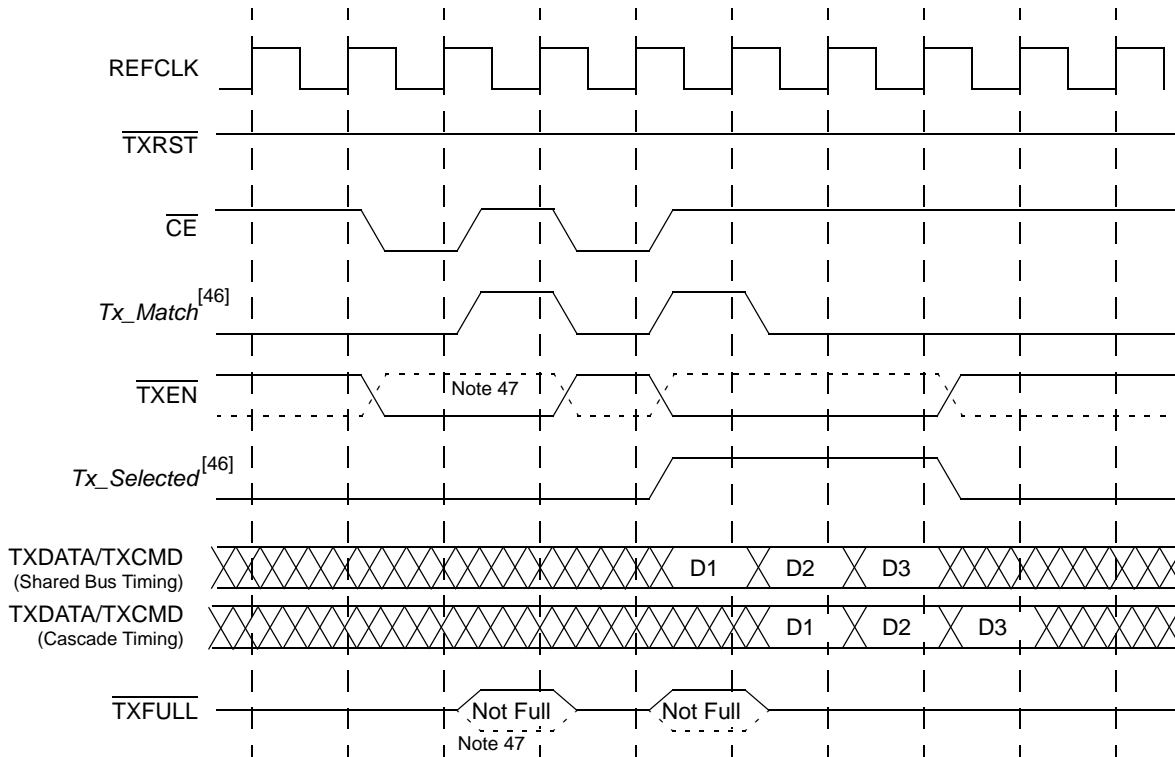 REFCLK
TXRST
CE
Tx_Match[46]
TXEN
Note 47
Tx_Selected[46]
TXDATA/TXCMD
(Shared Bus Timing)
D1 D2 D3
TXDATA/TXCMD
(Cascade Timing)
D1 D2 D3
TXFULL
Not Full Not Full
Note 47